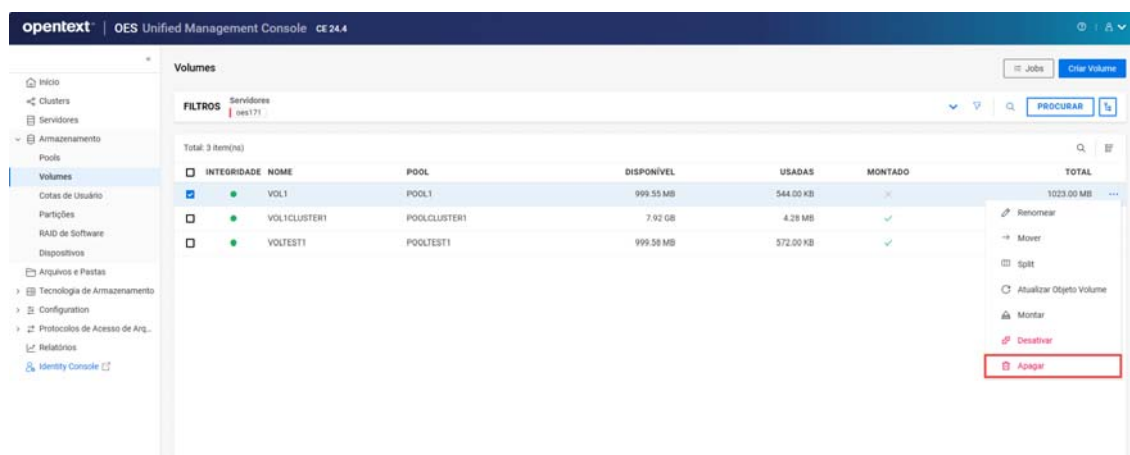 opentext™ | OES Unified Management Console CE 24.4
Início
Clusters
Servidores
Armazenamento
Pools
Volumes
Cotas de Usuário
Partições
RAID de Software
Dispositivos
Arquivos e Pastas
Tecnologia de Armazenamento
Configuration
Protocolos de Acesso de Arq...
Relatórios
Identity Console
Volumes
Jobs Criar Volume
FILTROS Servidores
oes171
PROCURAR
Total: 3 item(ns)
INTEGRIDADE NOME POOL DISPONÍVEL USADAS MONTADO TOTAL
VOL1 POOL1 999.55 MB 544.00 KB 1023.00 MB
VOL1CLUSTER1 POOLCLUSTER1 7.92 GB 4.28 MB
VOLTEST1 POOLTEST1 999.58 MB 572.00 KB
Renomear
Mover
Split
Atualizar Objeto Volume
Montar
Desativar
Apagar